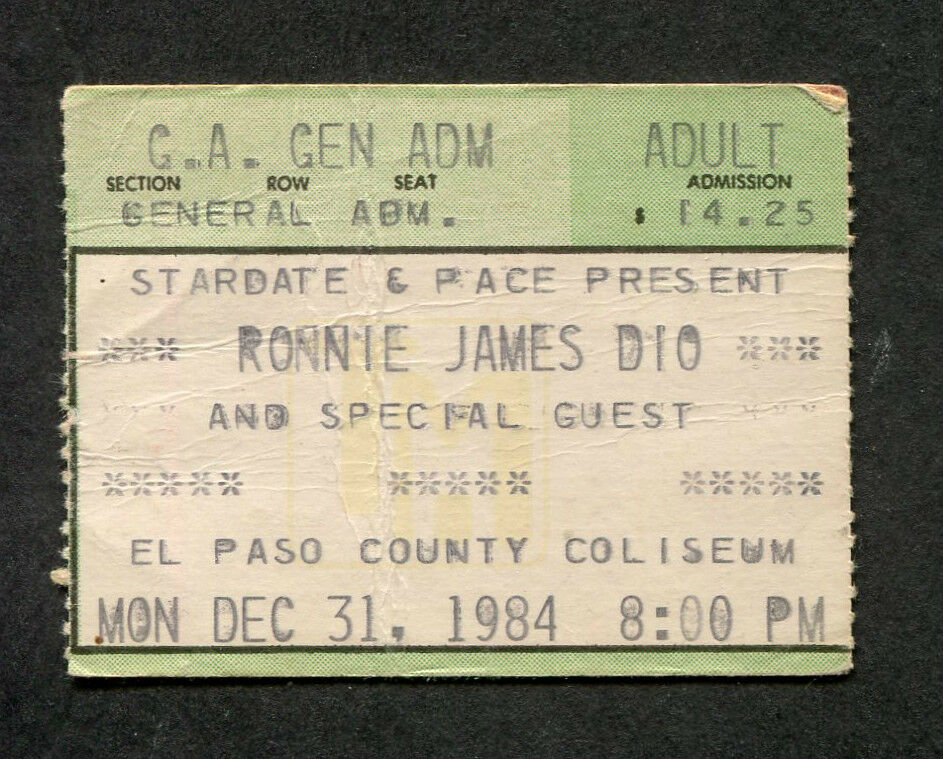 G.A. GEN ADM ADULT
SECTION ROW SEAT ADMISSION
GENERAL ADM. $ 14.25
STARDATE & PACE PRESENT
*** RONNIE JAMES DIO ***
AND SPECIAL GUEST
***** ***** *****
EL PASO COUNTY COLISEUM
MON DEC 31, 1984 8:00 PM